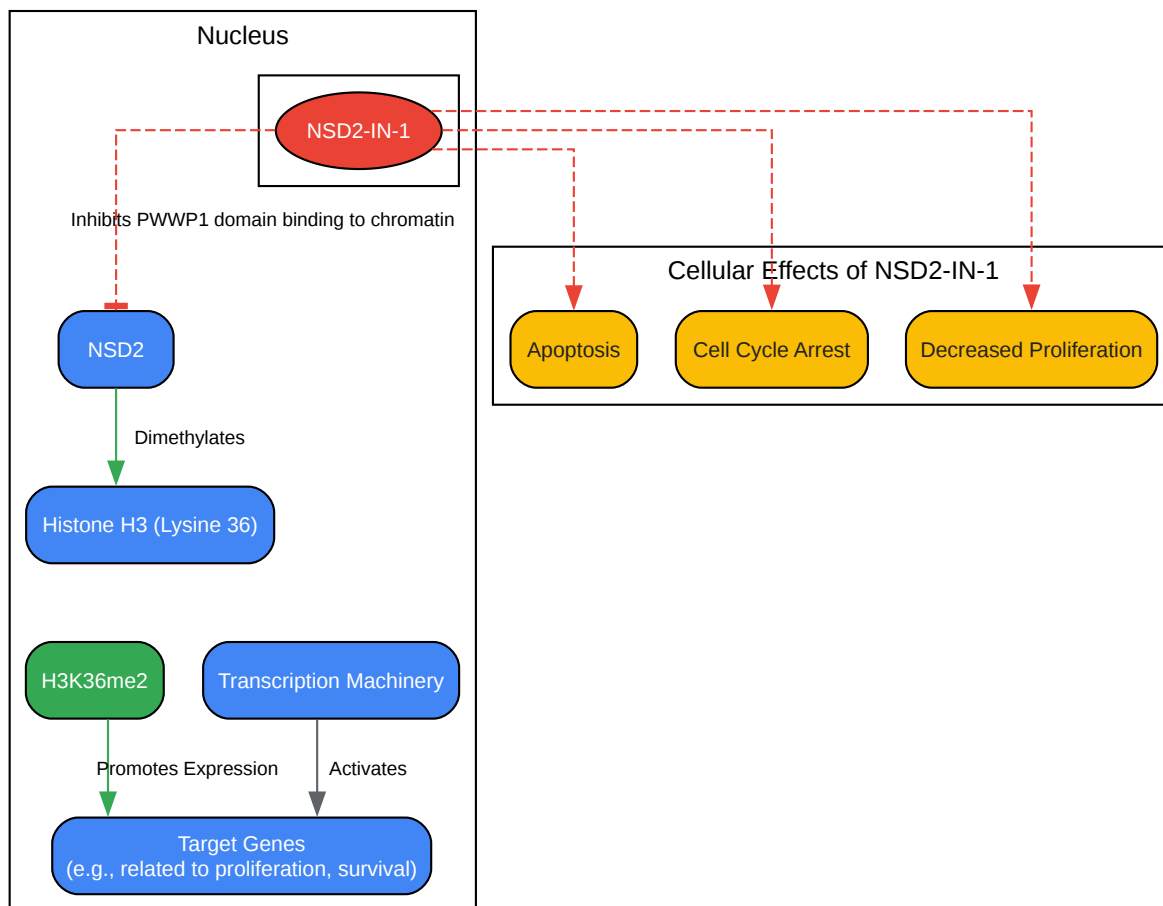 Nucleus
NSD2-IN-1
Inhibits PWWP1 domain binding to chromatin
Cellular Effects of NSD2-IN-1
NSD2
Apoptosis
Cell Cycle Arrest
Decreased Proliferation
Dimethylates
Histone H3 (Lysine 36)
H3K36me2
Transcription Machinery
Promotes Expression
Activates
Target Genes
(e.g., related to proliferation, survival)